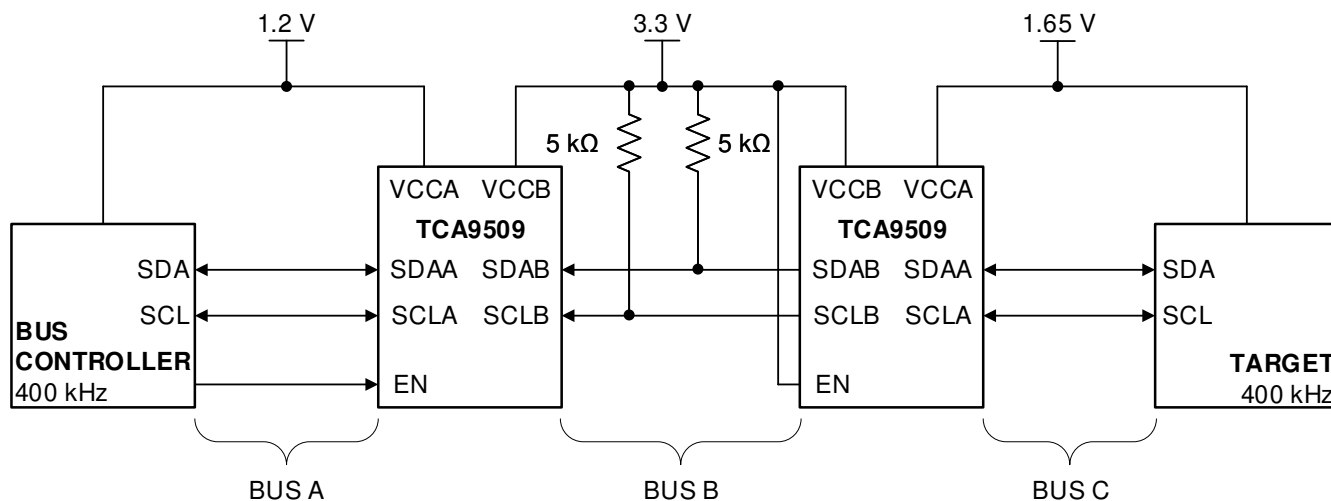 1.2 V
3.3 V
1.65 V
5 kΩ
5 kΩ
VCCA VCCB
TCA9509
SDAA SDAB
SCLA SCLB
EN
VCCB VCCA
TCA9509
SDAB SDAA
SCLB SCLA
EN
SDA
SCL
BUS
CONTROLLER
400 kHz
SDA
SCL
TARGET
400 kHz
BUS A
BUS B
BUS C